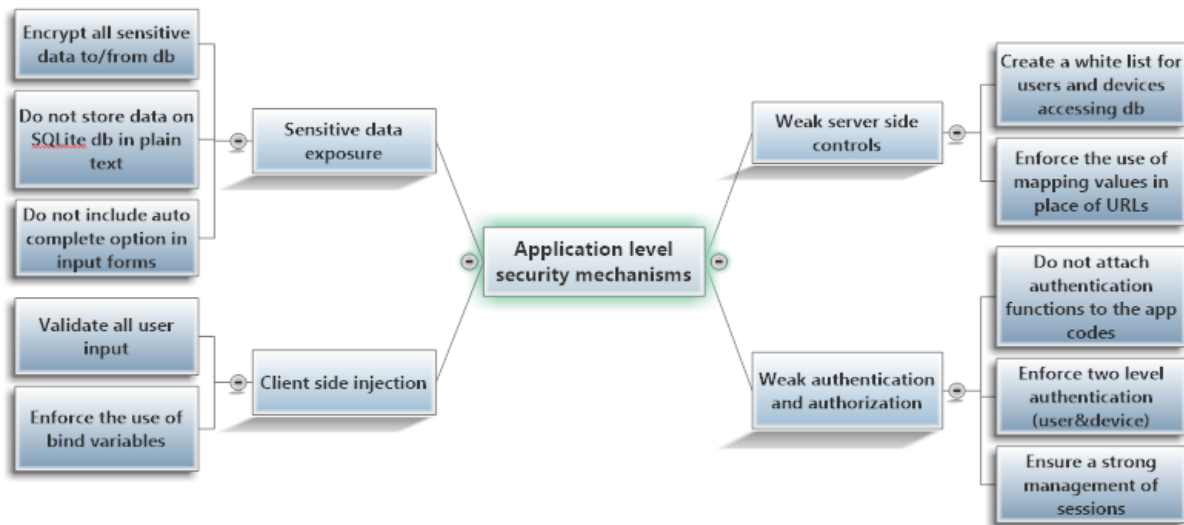 Encrypt all sensitive
data to/from db
Do not store data on
SQLite db in plain
text
Do not include auto
complete option in
input forms
Sensitive data
exposure
Validate all user
input
Enforce the use of
bind variables
Client side injection
Application level
security mechanisms
Weak server side
controls
Create a white list for
users and devices
accessing db
Enforce the use of
mapping values in
place of URLs
Weak authentication
and authorization
Do not attach
authentication
functions to the app
codes
Enforce two level
authentication
(user&device)
Ensure a strong
management of
sessions